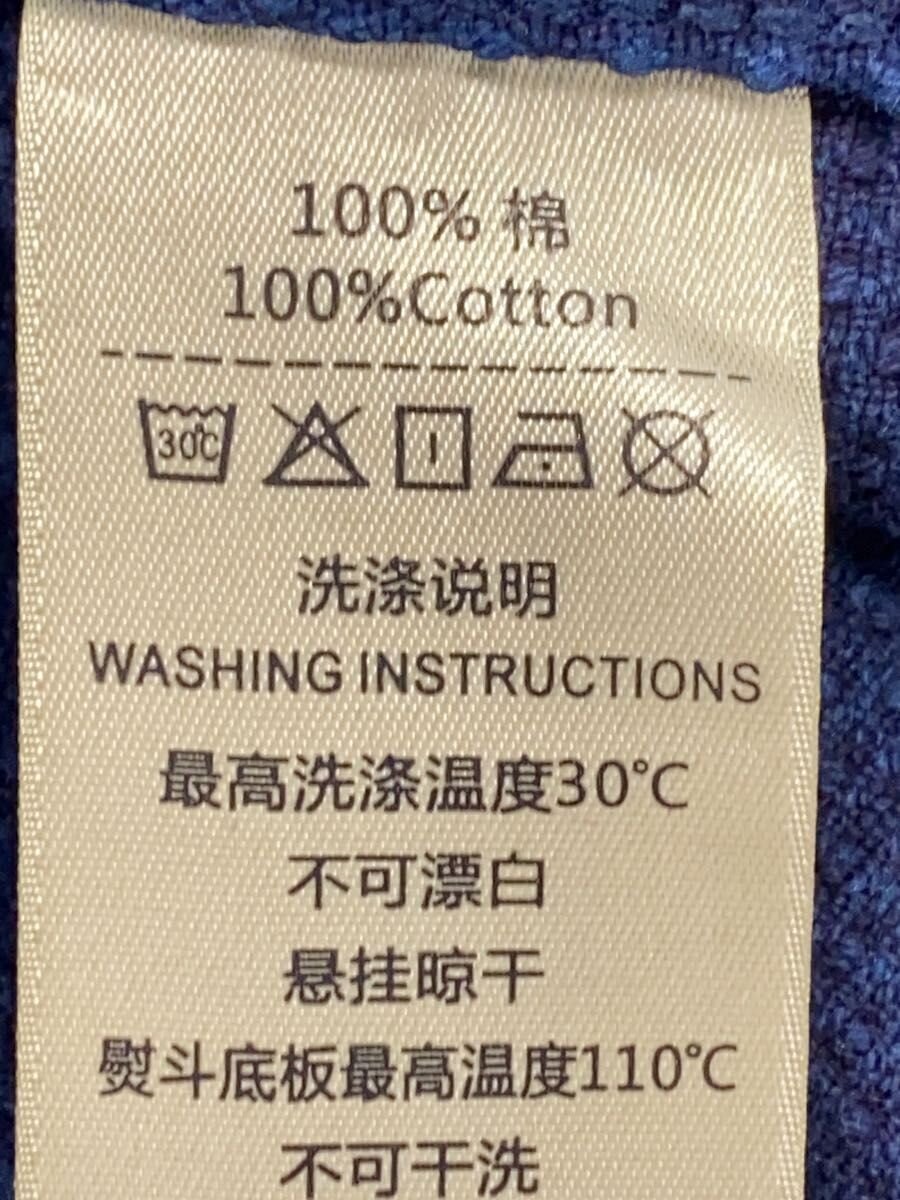 100% 棉
100%Cotton
30℃
洗涤说明
WASHING INSTRUCTIONS
最高洗涤温度30℃
不可漂白
悬挂晾干
熨斗底板最高温度110℃
不可干洗